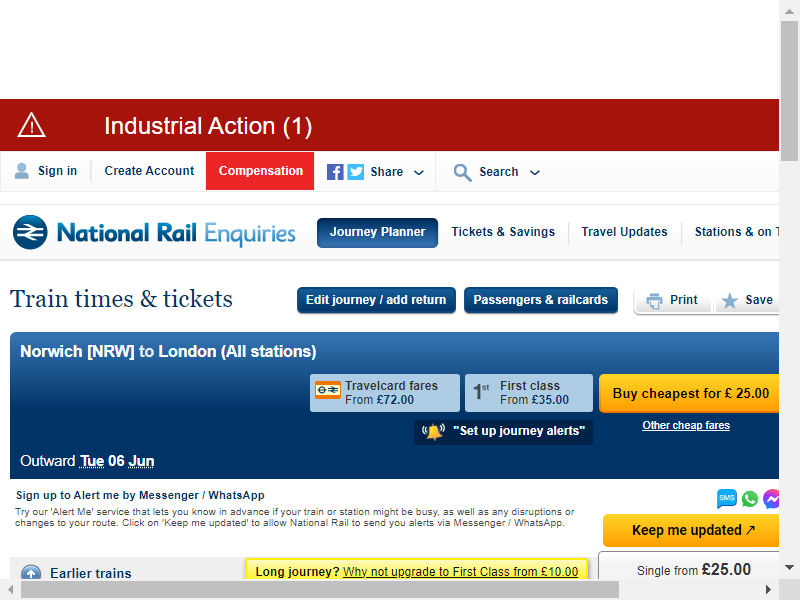 Industrial Action (1)
Sign in
Create Account
Compensation
Share
Search
National Rail Enquiries
Journey Planner
Tickets & Savings
Travel Updates
Stations & on T
Train times & tickets
Edit journey / add return
Passengers & railcards
Print
Save
Norwich [NRW] to London (All stations)
Travelcard fares
From £72.00
1st
First class
From £35.00
Buy cheapest for £ 25.00
Other cheap fares
"Set up journey alerts"
Outward Tue 06 Jun
Sign up to Alert me by Messenger / WhatsApp
Try our 'Alert Me' service that lets you know in advance if your train or station might be busy, as well as any disruptions or
changes to your route. Click on 'Keep me updated' to allow National Rail to send you alerts via Messenger / WhatsApp.
SMS
Keep me updated
Earlier trains
Long journey? Why not upgrade to First Class from £10.00
Single from £25.00